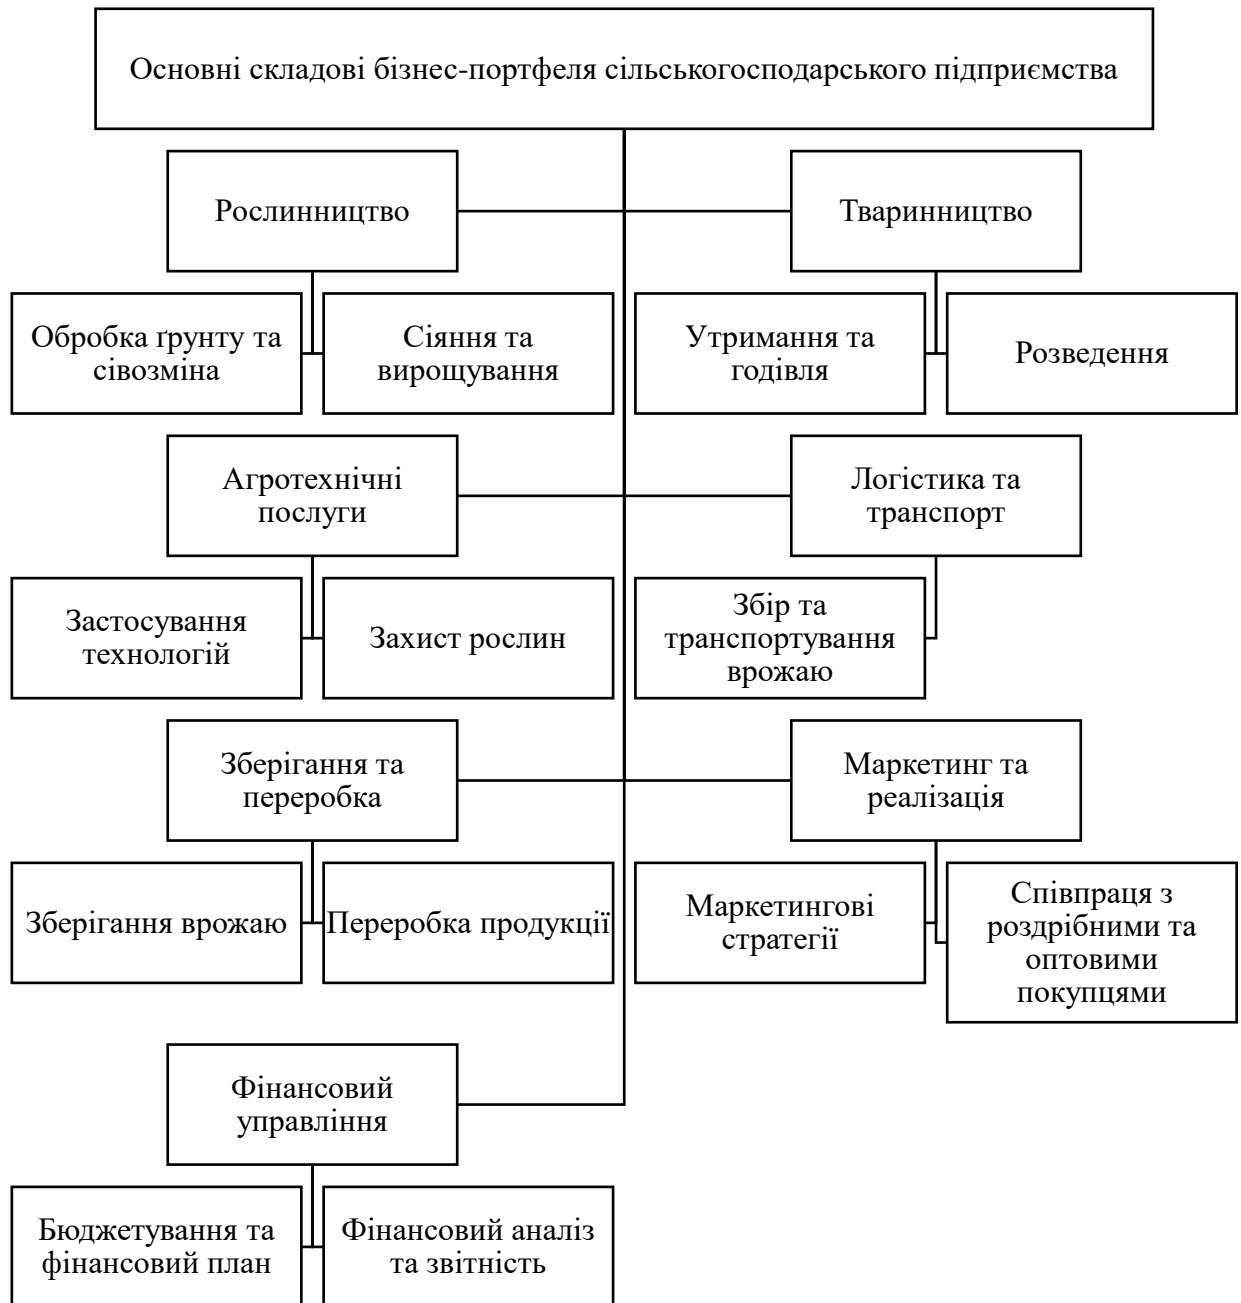 Основні складові бізнес-портфеля сільськогосподарського підприємства
Рослинництво
Тваринництво
Обробка ґрунту та
сівозміна
Сіяння та
вирощування
Утримання та
годівля
Розведення
Агротехнічні
послуги
Логістика та
транспорт
Застосування
технологій
Захист рослин
Збір та
транспортування
врожаю
Зберігання та
переробка
Маркетинг та
реалізація
Зберігання врожаю
Переробка продукції
Маркетингові
стратегії
Співпраця з
роздрібними та
оптовими
покупцями
Фінансовий
управління
Бюджетування та
фінансовий план
Фінансовий аналіз
та звітність